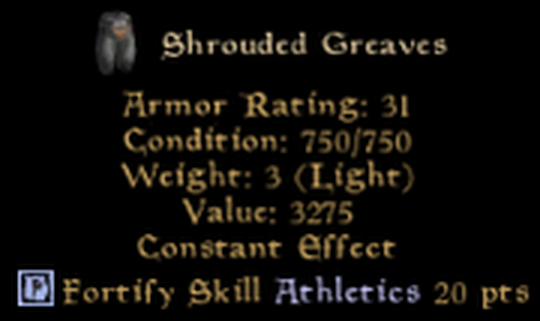 Shrouded Greaves
Armor Rating: 31
Condition: 750/750
Weight: 3 (Light)
Value: 3275
Constant Effect
Fortify Skill Athletics 20 pts